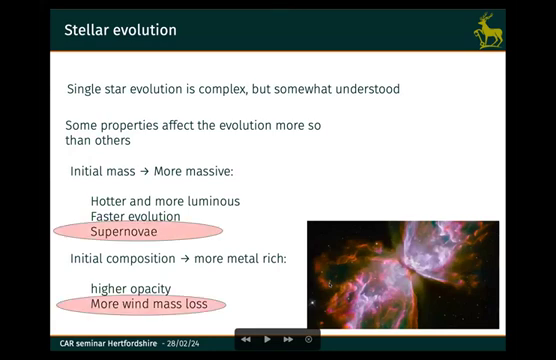 Stellar evolution
Single star evolution is complex, but somewhat understood
Some properties affect the evolution more so
than others
Initial mass → More massive:
Hotter and more luminous
Faster evolution
Supernovae
Initial composition → more metal rich:
higher opacity
More wind mass loss
CAR seminar Hertfordshire - 28/02/24